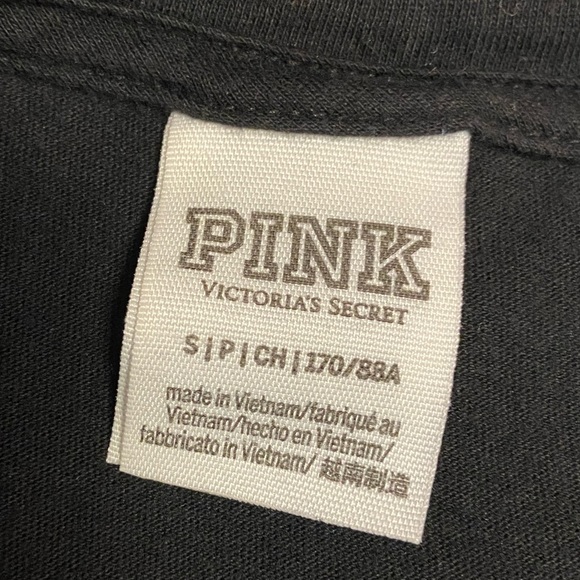 PINK
VICTORIA'S SECRET
S|P|CH|170/88A
made in Vietnam/fabriqué au
Vietnam/hecho en Vietnam/
fabbricato in Vietnam/ 越南制造